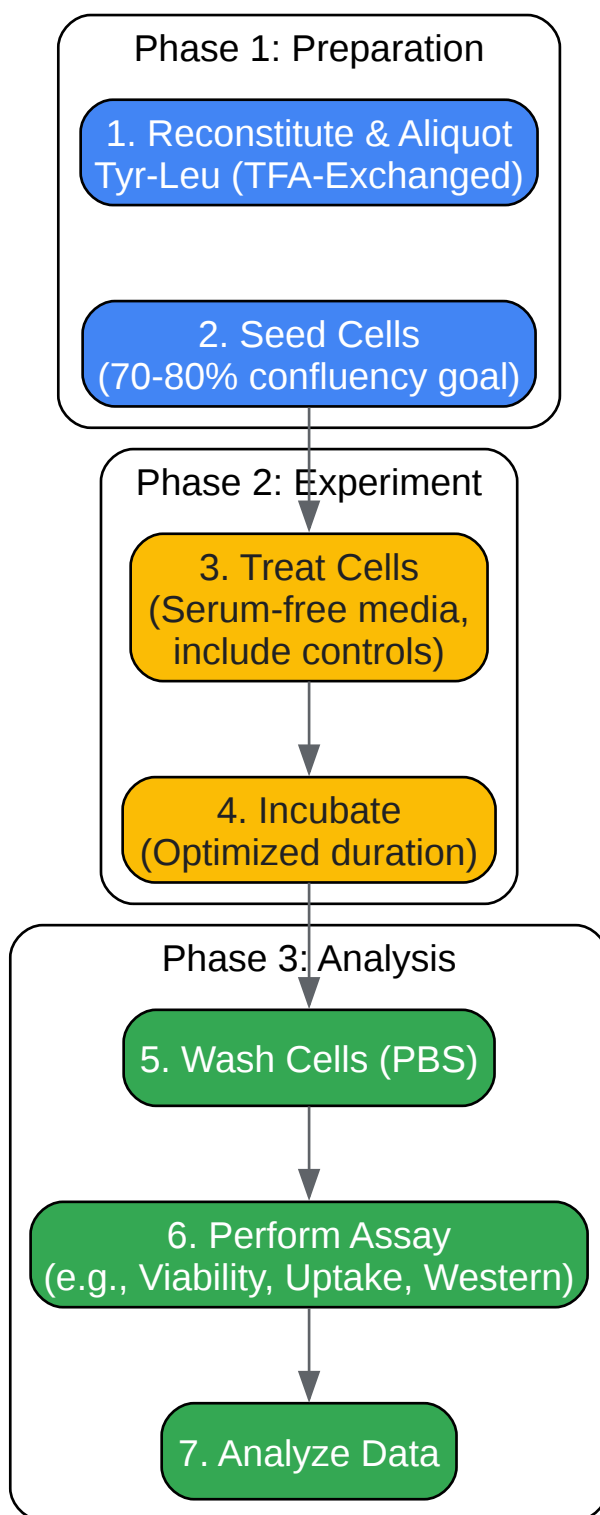 Phase 1: Preparation
1. Reconstitute & Aliquot
Tyr-Leu (TFA-Exchanged)
2. Seed Cells
(70-80% confluency goal)
Phase 2: Experiment
3. Treat Cells
(Serum-free media,
include controls)
4. Incubate
(Optimized duration)
Phase 3: Analysis
5. Wash Cells (PBS)
6. Perform Assay
(e.g., Viability, Uptake, Western)
7. Analyze Data